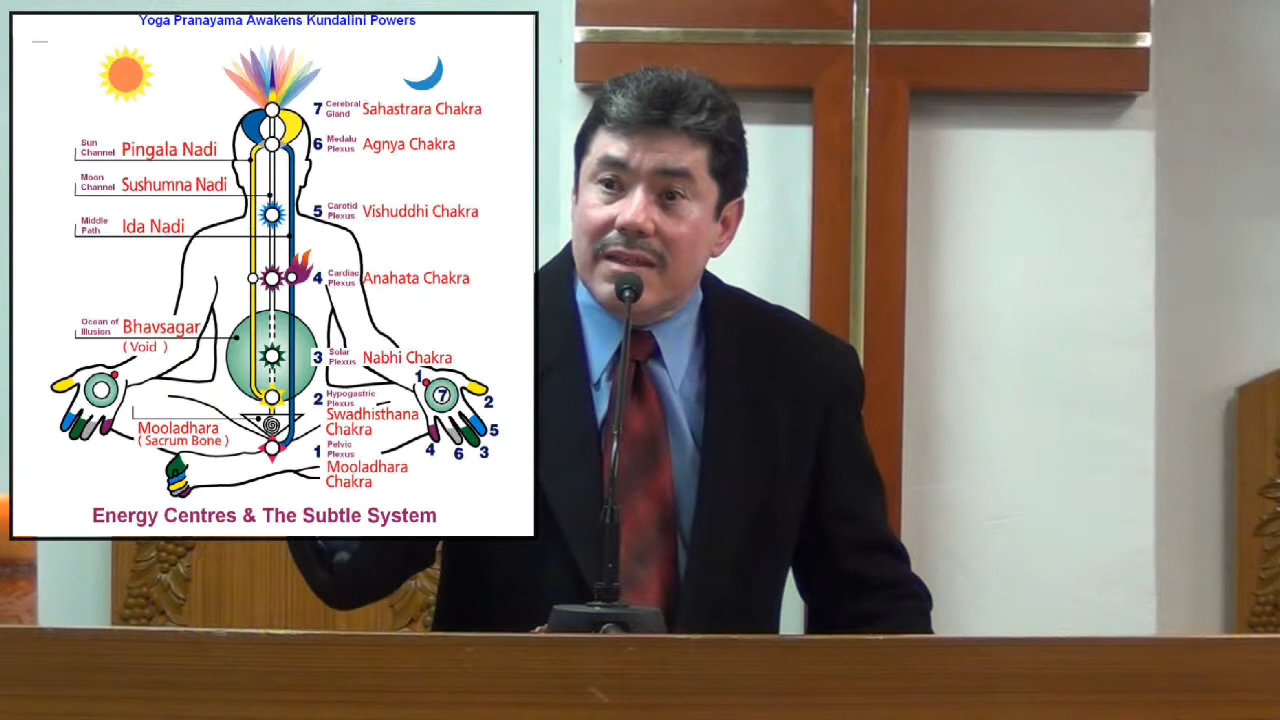 Yoga Pranayama Awakens Kundalini Powers
7 Cerebral Gland Sahastrara Chakra
6 Medalu Plexus Agnya Chakra
Sun Channel Pingala Nadi
Moon Channel Sushumna Nadi
5 Carotid Plexus Vishuddhi Chakra
Middle Path Ida Nadi
4 Cardiac Plexus Anahata Chakra
Ocean of Illusion Bhavsagar
( Void )
3 Solar Plexus Nabhi Chakra
1
7
2
5
4
6
3
2 Hypogastric Plexus
Swadhisthana
Chakra
Mooladhara
( Sacrum Bone )
1 Pelvic Plexus
Mooladhara
Chakra
Energy Centres & The Subtle System